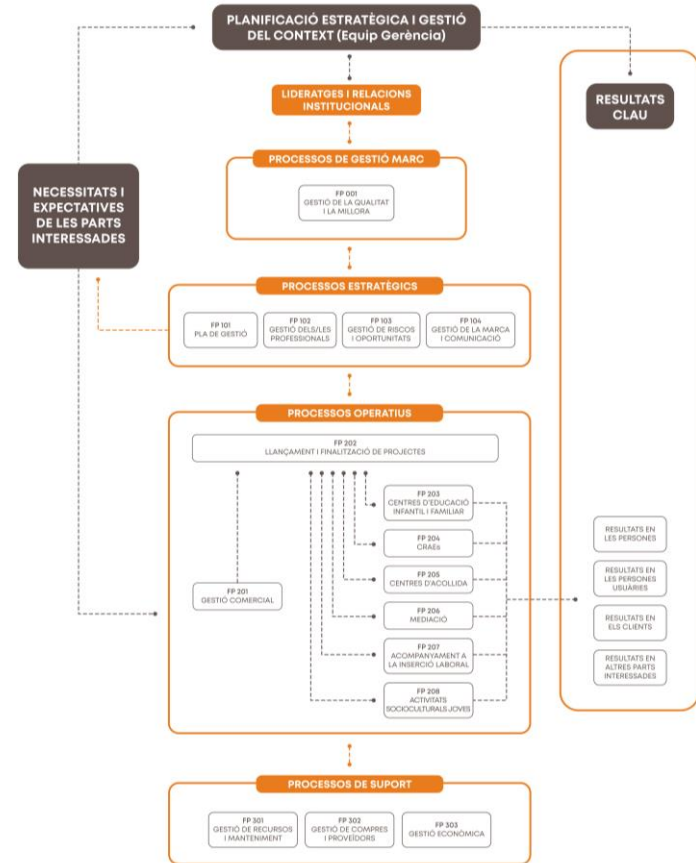 PLANIFICACIÓ ESTRATÈGICA I GESTIÓ
DEL CONTEXT (Equip Gerència)
LIDERATGES I RELACIONS
INSTITUCIONALS
RESULTATS
CLAU
PROCESSOS DE GESTIÓ MARC
NECESSITATS I
EXPECTATIVES
DE LES PARTS
INTERESSADES
FP 001
GESTIÓ DE LA QUALITAT
I LA MILLORA
PROCESSOS ESTRATÈGICS
FP 101
PLA DE GESTIÓ
FP 102
GESTIÓ DELS/LES
PROFESSIONALS
FP 103
GESTIÓ DE RISCOS
I OPORTUNITATS
FP 104
GESTIÓ DE LA MARCA
I COMUNICACIÓ
PROCESSOS OPERATIUS
FP 202
LLANÇAMENT I FINALITZACIÓ DE PROJECTES
FP 203
CENTRES D'EDUCACIÓ
INFANTIL I FAMILIAR
FP 204
CRAEs
FP 205
CENTRES D'ACOLLIDA
FP 201
GESTIÓ COMERCIAL
FP 206
MEDIACIÓ
FP 207
ACOMPANYAMENT A
LA INSERCIÓ LABORAL
FP 208
ACTIVITATS
SOCIOCULTURALS JOVES
RESULTATS EN
LES PERSONES
RESULTATS EN
LES PERSONES
USUÀRIES
RESULTATS EN
ELS CLIENTS
RESULTATS EN
ALTRES PARTS
INTERESSADES
PROCESSOS DE SUPORT
FP 301
GESTIÓ DE RECURSOS
I MANTENIMENT
FP 302
GESTIÓ DE COMPRES
I PROVEÏDORS
FP 303
GESTIÓ ECONÒMICA